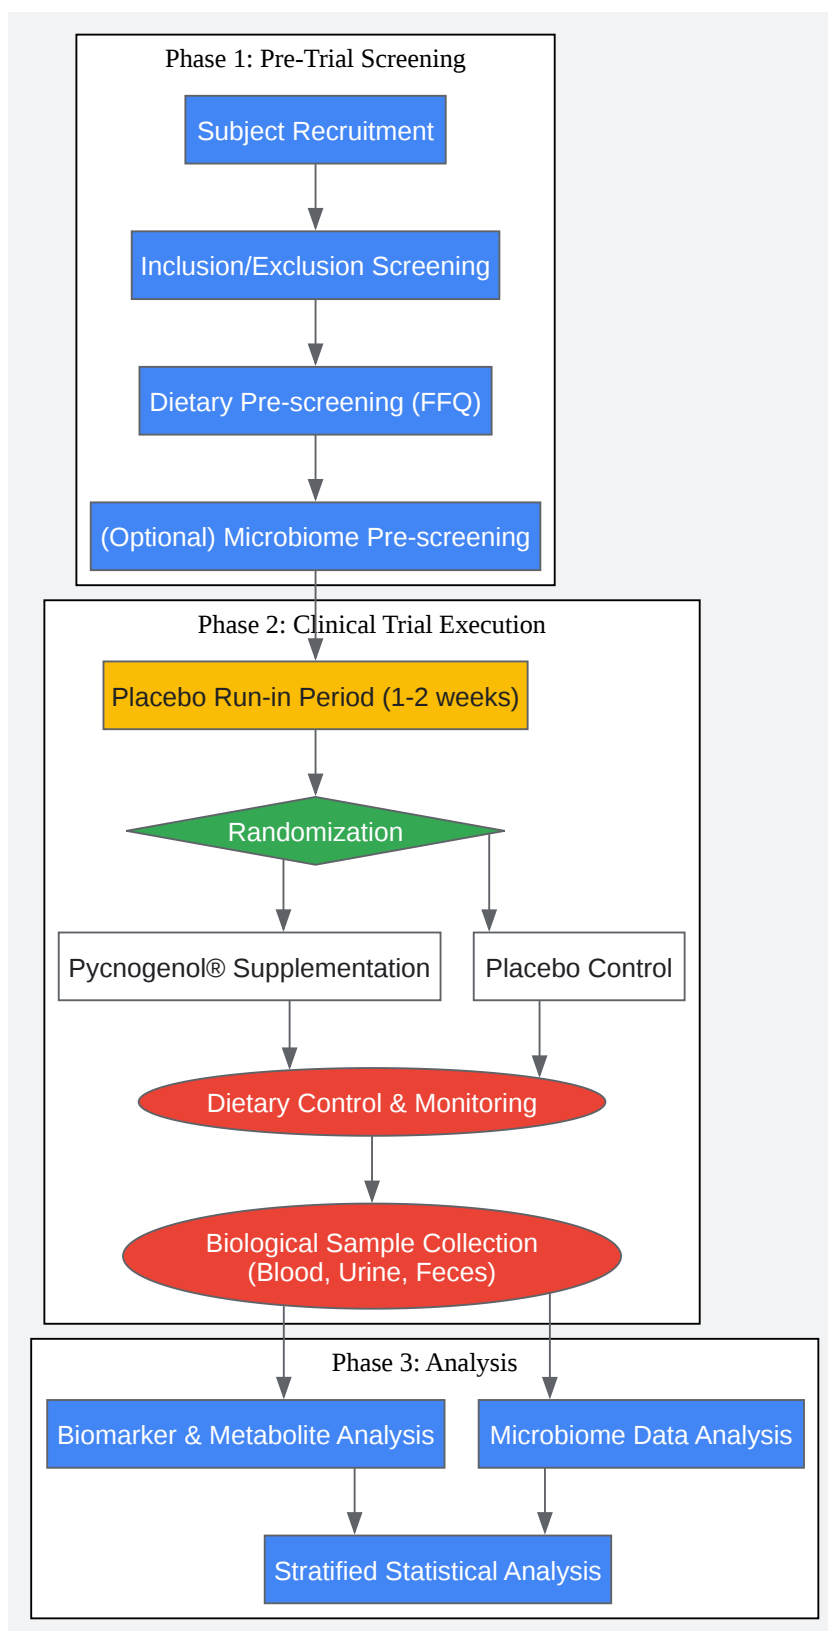 Phase 1: Pre-Trial Screening
Subject Recruitment
Inclusion/Exclusion Screening
Dietary Pre-screening (FFQ)
(Optional) Microbiome Pre-screening
Phase 2: Clinical Trial Execution
Placebo Run-in Period (1-2 weeks)
Randomization
Pycnogenol® Supplementation
Placebo Control
Dietary Control & Monitoring
Biological Sample Collection
(Blood, Urine, Feces)
Phase 3: Analysis
Biomarker & Metabolite Analysis
Microbiome Data Analysis
Stratified Statistical Analysis